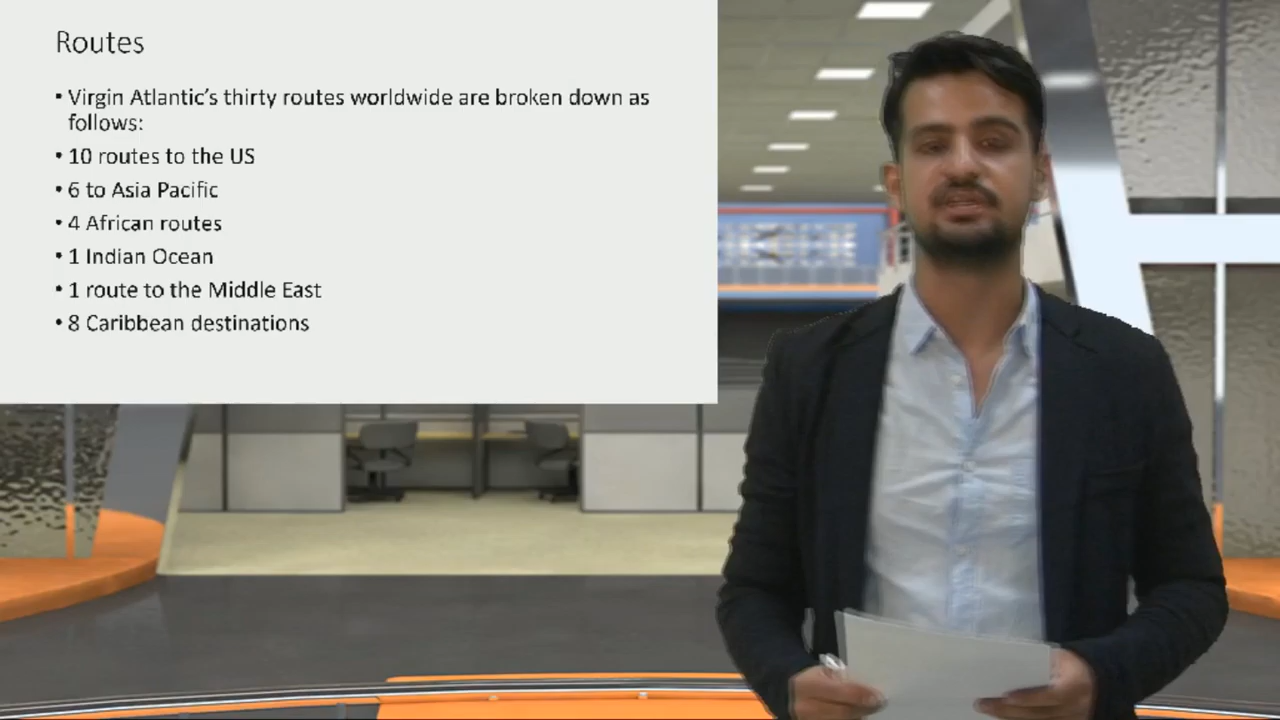 Routes
• Virgin Atlantic's thirty routes worldwide are broken down as
follows:
• 10 routes to the US
• 6 to Asia Pacific
• 4 African routes
• 1 Indian Ocean
• 1 route to the Middle East
• 8 Caribbean destinations